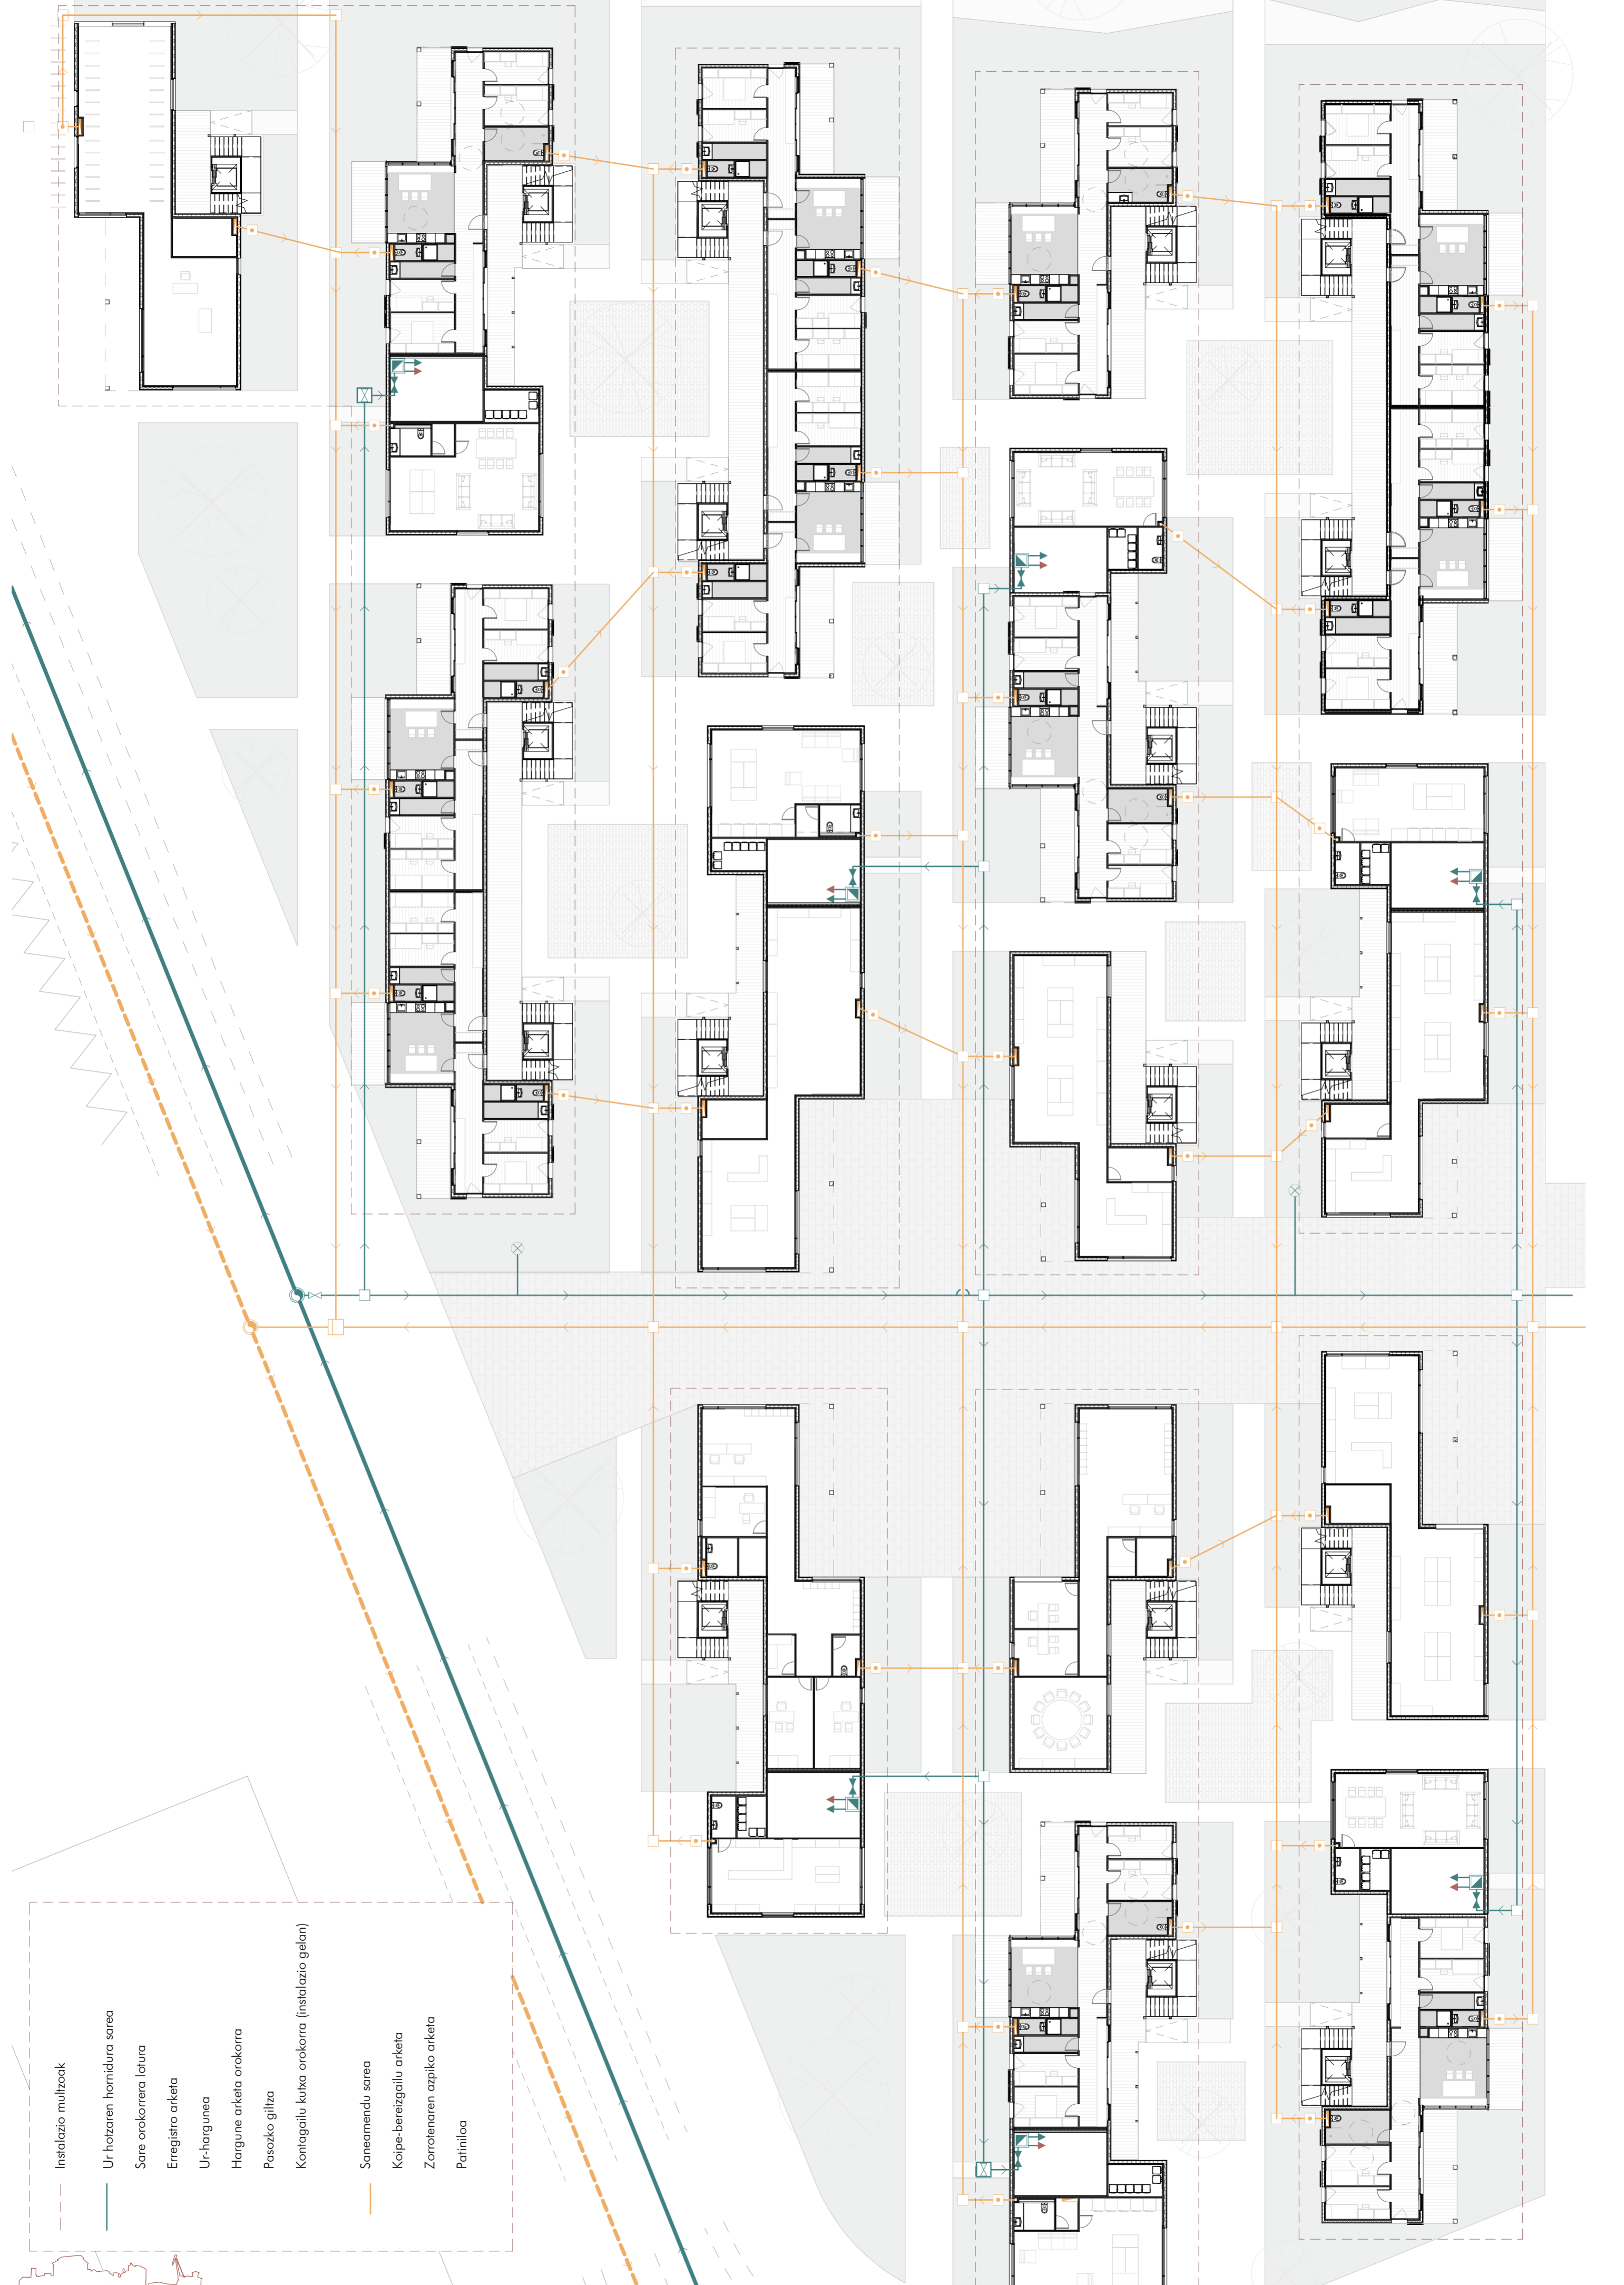 Instalazio multzoak
Ur hotzaren hornidura sarea
Sare orokorrera lotura
Erregistro arketa
Ur-hargunea
Hargune arketa orokorra
Pasozko giltza
Kontagailu kutxa orokorra (instalazio gelan)
Saneamendu sarea
Koipe-bereizgailu arketa
Zorrotenaren azpiko arketa
Patiniloa